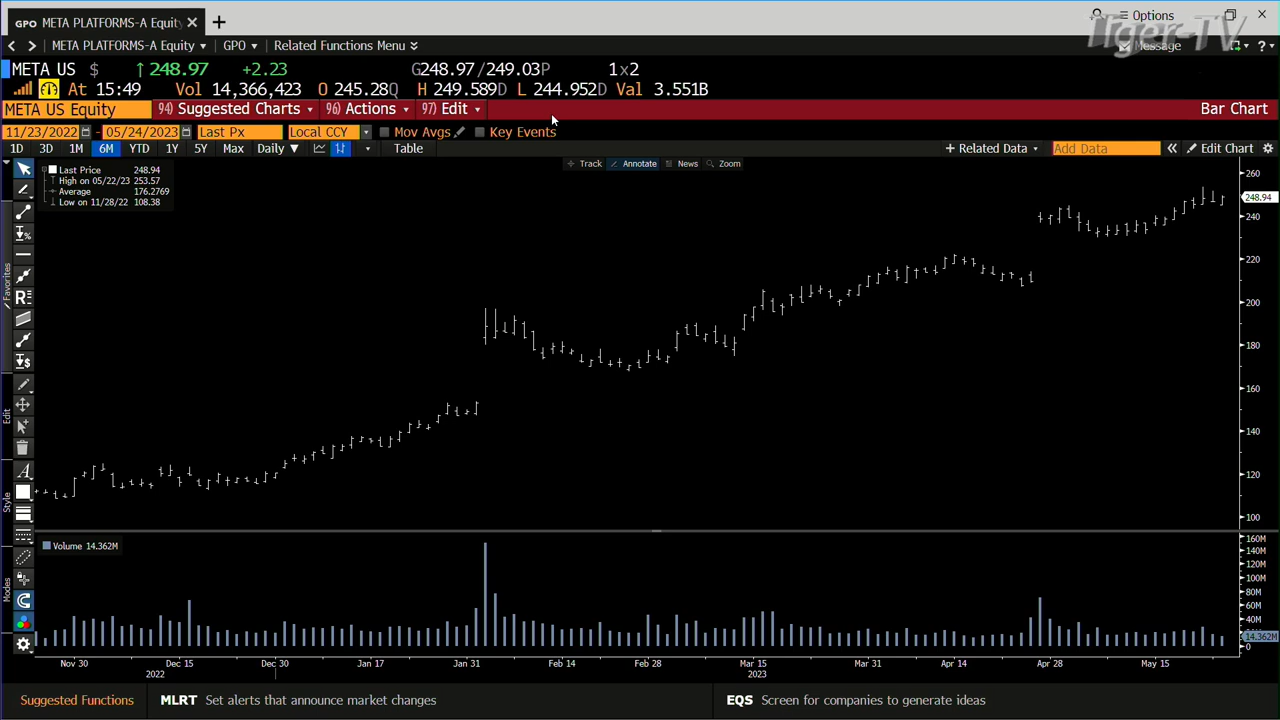 GPO META PLATFORMS-A Equity
Options
Tiger-TV
META PLATFORMS-A Equity GPO Related Functions Menu Message ?
META US $ 248.97 +2.23 G248.97/249.03P 1x2
At 15:49 Vol 14,366,423 O 245.28Q H 249.589D L 244.952D Val 3.551B
META US Equity 94) Suggested Charts 96) Actions 97) Edit Bar Chart
11/23/2022 - 05/24/2023 Last Px Local CCY Mov Avgs Key Events
1D 3D 1M 6M YTD 1Y 5Y Max Daily Table + Related Data Add Data Edit Chart
Track Annotate News Zoom
Last Price 248.94
High on 05/22/23 253.57
Average 176.2769
Low on 11/28/22 108.38
Favorites
Edit
Style
Modes
260
248.94
240
220
200
180
160
140
120
100
Volume 14.362M
160M
140M
120M
100M
80M
60M
40M
20M
14.362M
0
Nov 30 Dec 15 Dec 30 Jan 17 Jan 31 Feb 14 Feb 28 Mar 15 Mar 31 Apr 14 Apr 28 May 15
2022 2023
Suggested Functions MLRT Set alerts that announce market changes EQS Screen for companies to generate ideas